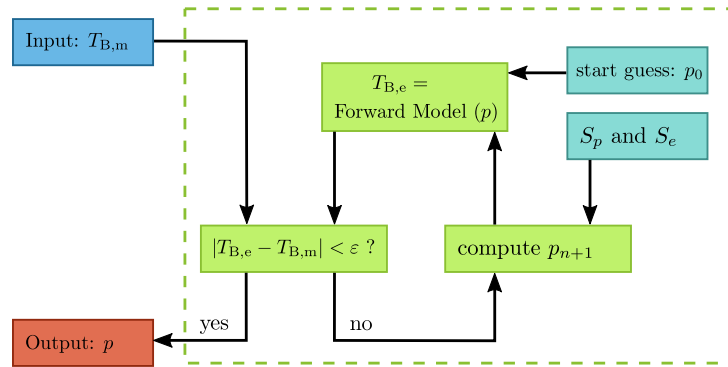 Input: T_B,m
start guess: p_0
T_B,e =
Forward Model (p)
S_p and S_e
|T_B,e − T_B,m| < ε ?
compute p_n+1
yes
no
Output: p